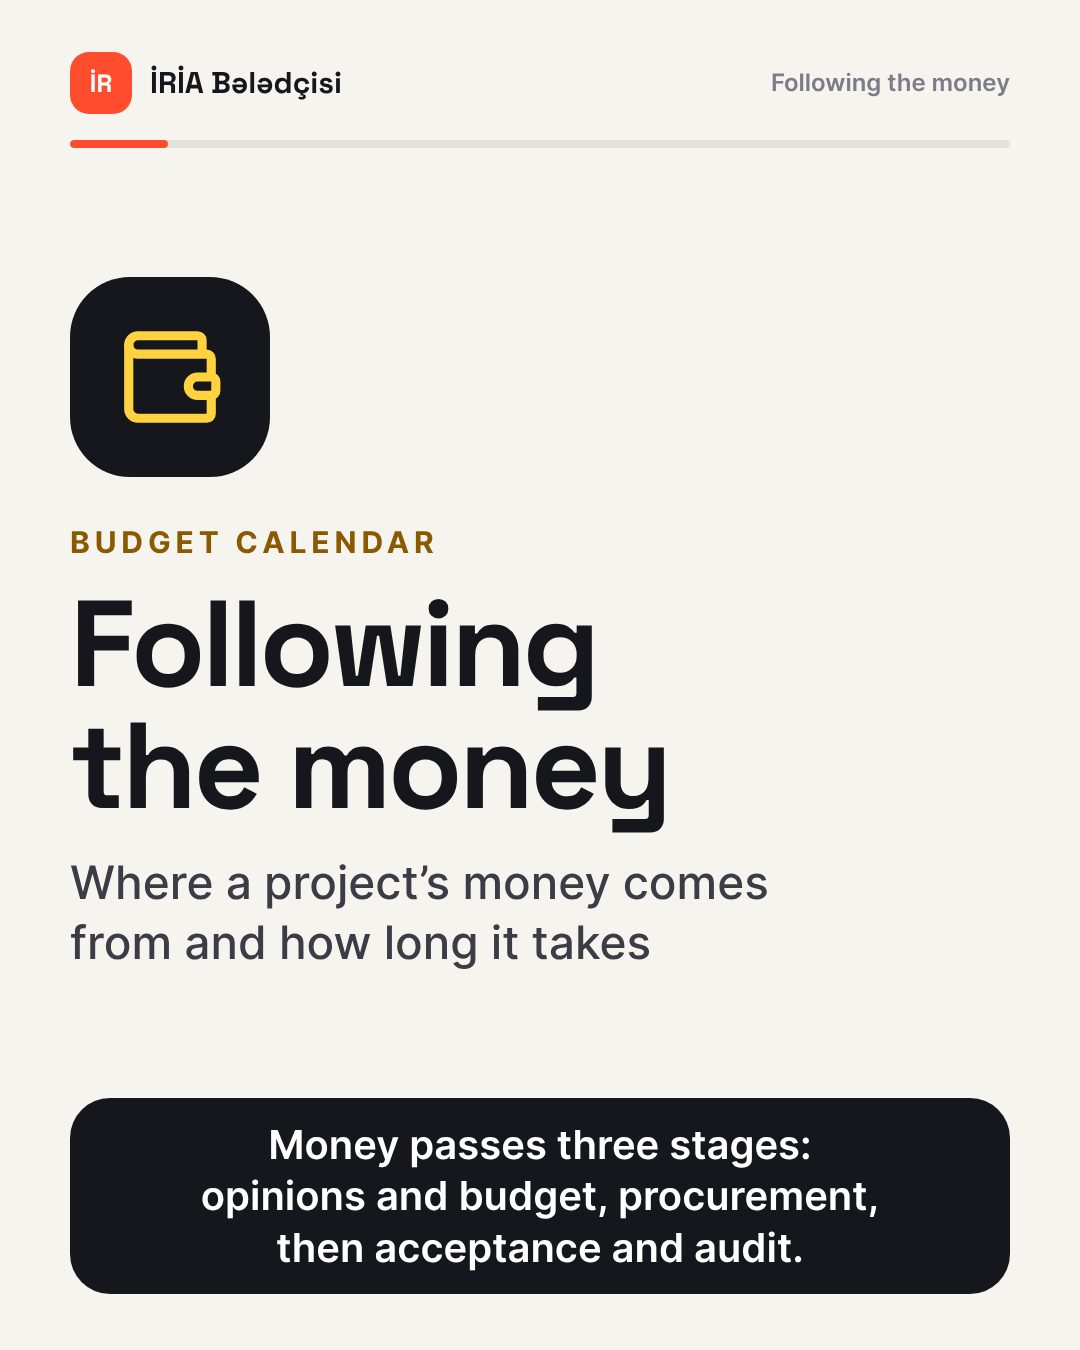 İR
İRİA Bələdçisi
Following the money
BUDGET CALENDAR
Following
the money
Where a project’s money comes
from and how long it takes
Money passes three stages:
opinions and budget, procurement,
then acceptance and audit.